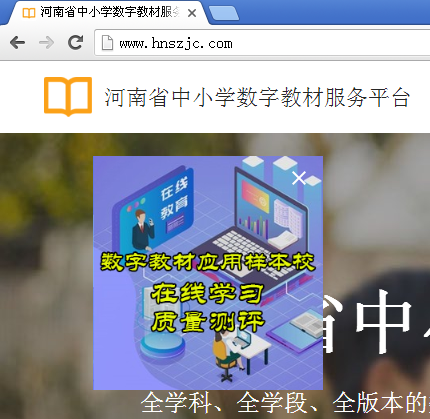 河南省中小学数字教材服
www.hnszjc.com
河南省中小学数字教材服务平台
在线
教育
数字教材应用样本校
在线学习
质量测评
省中小
全学科、全学段、全版本的